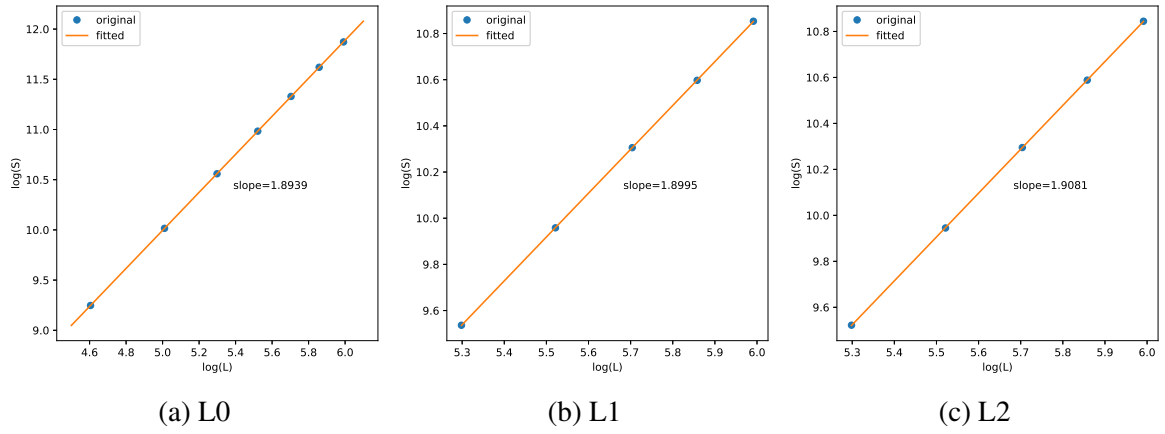 original
fitted
12.0
11.5
11.0
10.5
10.0
9.5
9.0
log(S)
slope=1.8939
4.6 4.8 5.0 5.2 5.4 5.6 5.8 6.0
log(L)
(a) L0
original
fitted
10.8
10.6
10.4
10.2
10.0
9.8
9.6
log(S)
slope=1.8995
5.3 5.4 5.5 5.6 5.7 5.8 5.9 6.0
log(L)
(b) L1
original
fitted
10.8
10.6
10.4
10.2
10.0
9.8
9.6
log(S)
slope=1.9081
5.3 5.4 5.5 5.6 5.7 5.8 5.9 6.0
log(L)
(c) L2